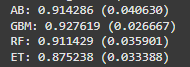 AB: 0.914286 (0.040630)
GBM: 0.927619 (0.026667)
RF: 0.911429 (0.035901)
ET: 0.875238 (0.033388)